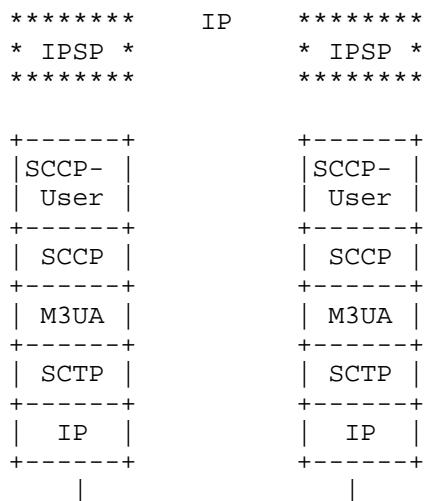 ********    IP    ********
* IPSP *          * IPSP *
********          ********
+------+          +------+
|SCCP- |          |SCCP- |
| User |          | User |
+------+          +------+
| SCCP |          | SCCP |
+------+          +------+
| M3UA |          | M3UA |
+------+          +------+
| SCTP |          | SCTP |
+------+          +------+
|  IP  |          |  IP  |
+------+          +------+
    |                |